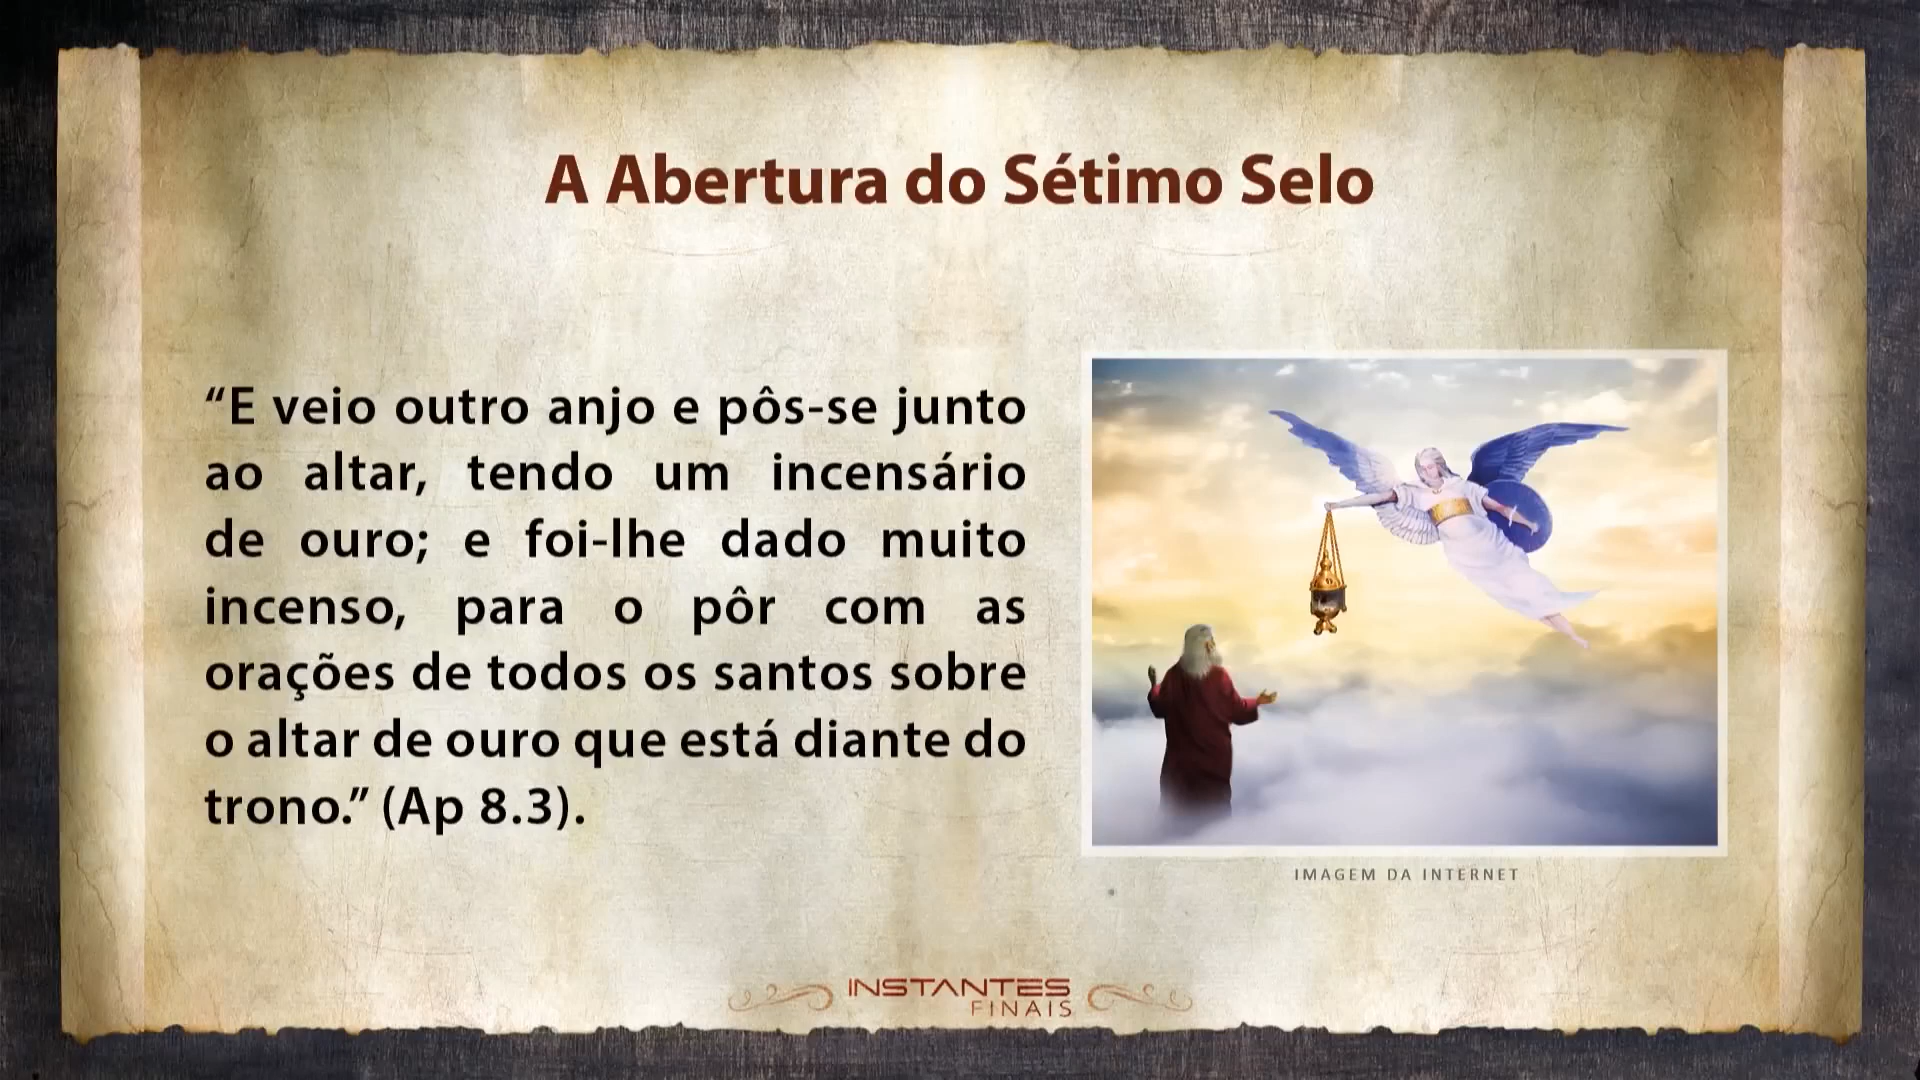 A Abertura do Sétimo Selo
“E veio outro anjo e pôs-se junto
ao altar, tendo um incensário
de ouro; e foi-lhe dado muito
incenso, para o pôr com as
orações de todos os santos sobre
o altar de ouro que está diante do
trono.” (Ap 8.3).
IMAGEM DA INTERNET
INSTANTES
FINAIS